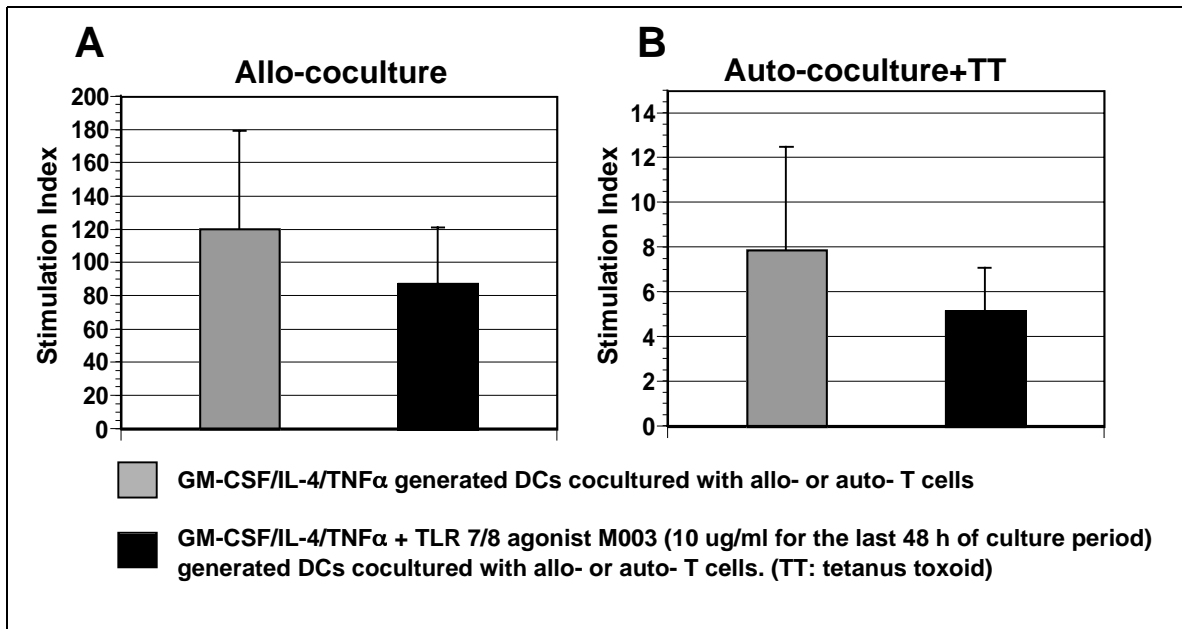 A
B
Allo-coculture
Auto-coculture+TT
Stimulation Index
200
180
160
140
120
100
80
60
40
20
0
Stimulation Index
14
12
10
8
6
4
2
0
GM-CSF/IL-4/TNFα generated DCs cocultured with allo- or auto- T cells
GM-CSF/IL-4/TNFα + TLR 7/8 agonist M003 (10 ug/ml for the last 48 h of culture period)
generated DCs cocultured with allo- or auto- T cells. (TT: tetanus toxoid)